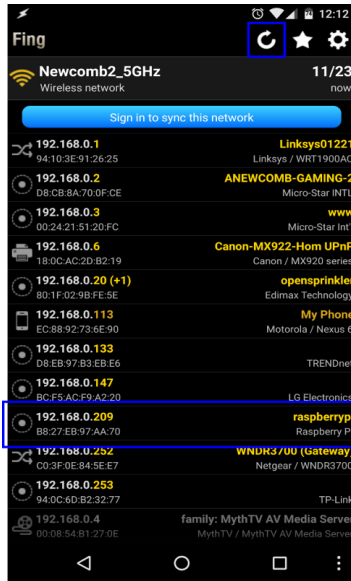 12:12
Fing
Newcomb2_5GHz 11/23
Wireless network now
Sign in to sync this network
192.168.0.1 Linksys01221
94:10:3E:91:26:25 Linksys / WRT1900AC
192.168.0.2 ANEWCOMB-GAMING-2
D8:CB:8A:70:0F:CE Micro-Star INTL
192.168.0.3 www
00:24:21:51:20:FC Micro-Star Int'
192.168.0.6 Canon-MX922-Hom UPnP
18:0C:AC:2D:B2:19 Canon / MX920 series
192.168.0.20 (+1) opensprinkler
80:1F:02:9B:FE:5E Edimax Technology
192.168.0.113 My Phone
EC:88:92:73:6E:90 Motorola / Nexus 6
192.168.0.133
D8:EB:97:B3:EB:E6 TRENDnet
192.168.0.147
BC:F5:AC:F9:A2:20 LG Electronics
192.168.0.209 raspberryp
B8:27:EB:97:AA:70 Raspberry P
192.168.0.252 WNDR3700 (Gateway)
C0:3F:0E:84:5E:E7 Netgear / WNDR3700
192.168.0.253
94:0C:6D:B2:32:77 TP-Link
192.168.0.4 family: MythTV AV Media Serve
00:08:54:B1:27:0E MythTV / MythTV AV Media Serve